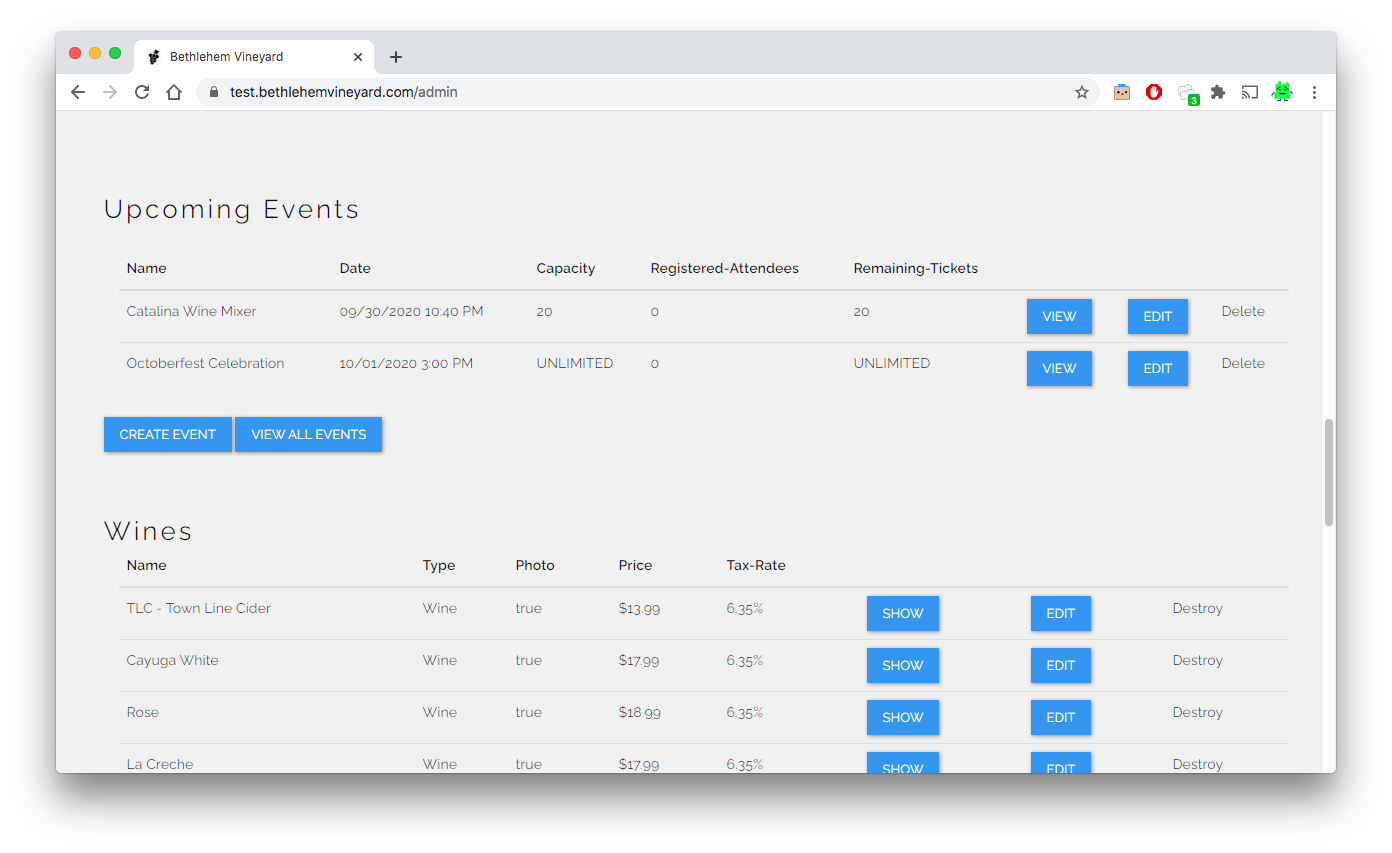 Bethlehem Vineyard
test.bethlehemvineyard.com/admin
3
Upcoming Events
Name Date Capacity Registered-Attendees Remaining-Tickets
Catalina Wine Mixer 09/30/2020 10:40 PM 20 0 20 VIEW EDIT Delete
Octoberfest Celebration 10/01/2020 3:00 PM UNLIMITED 0 UNLIMITED VIEW EDIT Delete
CREATE EVENT VIEW ALL EVENTS
Wines
Name Type Photo Price Tax-Rate
TLC - Town Line Cider Wine true $13.99 6.35% SHOW EDIT Destroy
Cayuga White Wine true $17.99 6.35% SHOW EDIT Destroy
Rose Wine true $18.99 6.35% SHOW EDIT Destroy
La Creche Wine true $17.99 6.35% SHOW EDIT Destroy